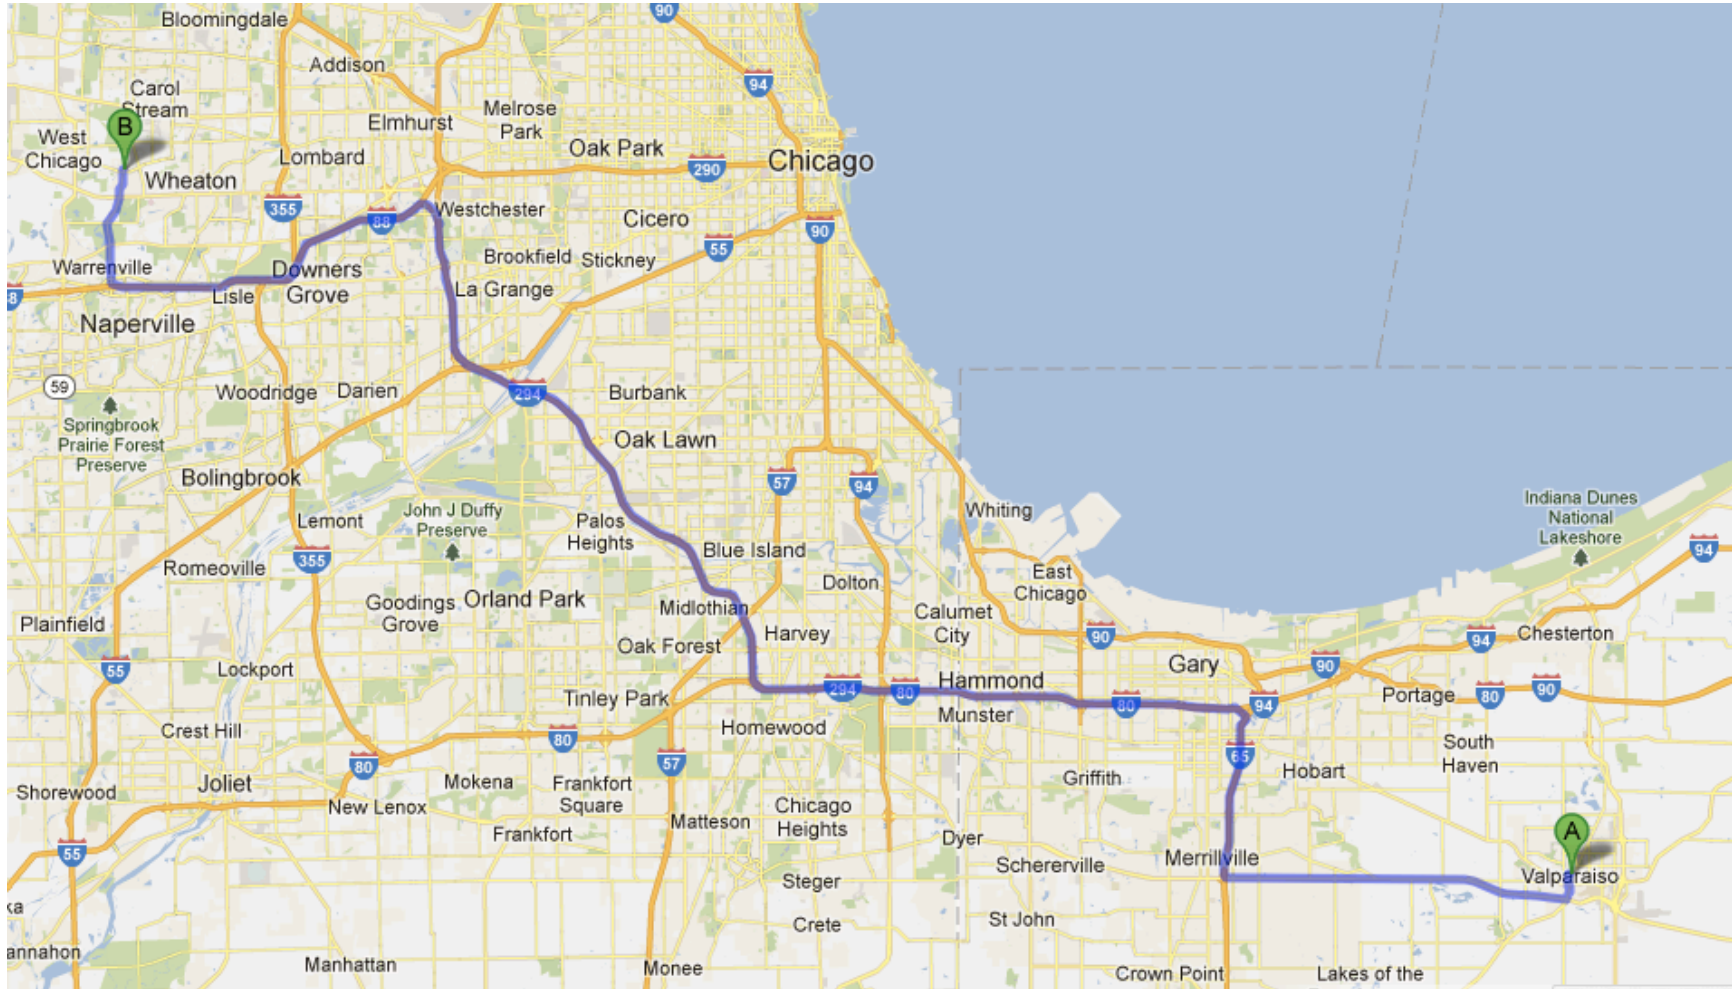 Bloomingdale
90
Addison
94
Carol
Stream
B
Melrose
Park
Elmhurst
West
Chicago
Oak Park
Chicago
Lombard
290
Wheaton
355
88
Westchester
Cicero
55
90
Brookfield
Stickney
Warrenville
Downers
Grove
La Grange
8
Lisle
Naperville
59
Woodridge
Darien
294
Burbank
Springbrook
Prairie Forest
Preserve
Oak Lawn
Bolingbrook
57
94
Whiting
Indiana Dunes
National
Lakeshore
John J Duffy
Preserve
Lemont
Palos
Heights
Blue Island
94
355
Romeoville
East
Chicago
Dolton
Goodings
Grove
Orland Park
Midlothian
Calumet
City
Plainfield
Harvey
90
94
Chesterton
Oak Forest
55
Lockport
Gary
90
Hammond
294
80
80
94
Portage
80
90
Tinley Park
Munster
Homewood
Crest Hill
80
80
57
65
South
Haven
Griffith
Hobart
Joliet
Mokena
Frankfort
Square
Shorewood
New Lenox
Chicago
Heights
Matteson
Frankfort
Dyer
A
55
Schererville
Merrillville
Valparaiso
Steger
ka
Crete
St John
annahon
Manhattan
Monee
Crown Point
Lakes of the